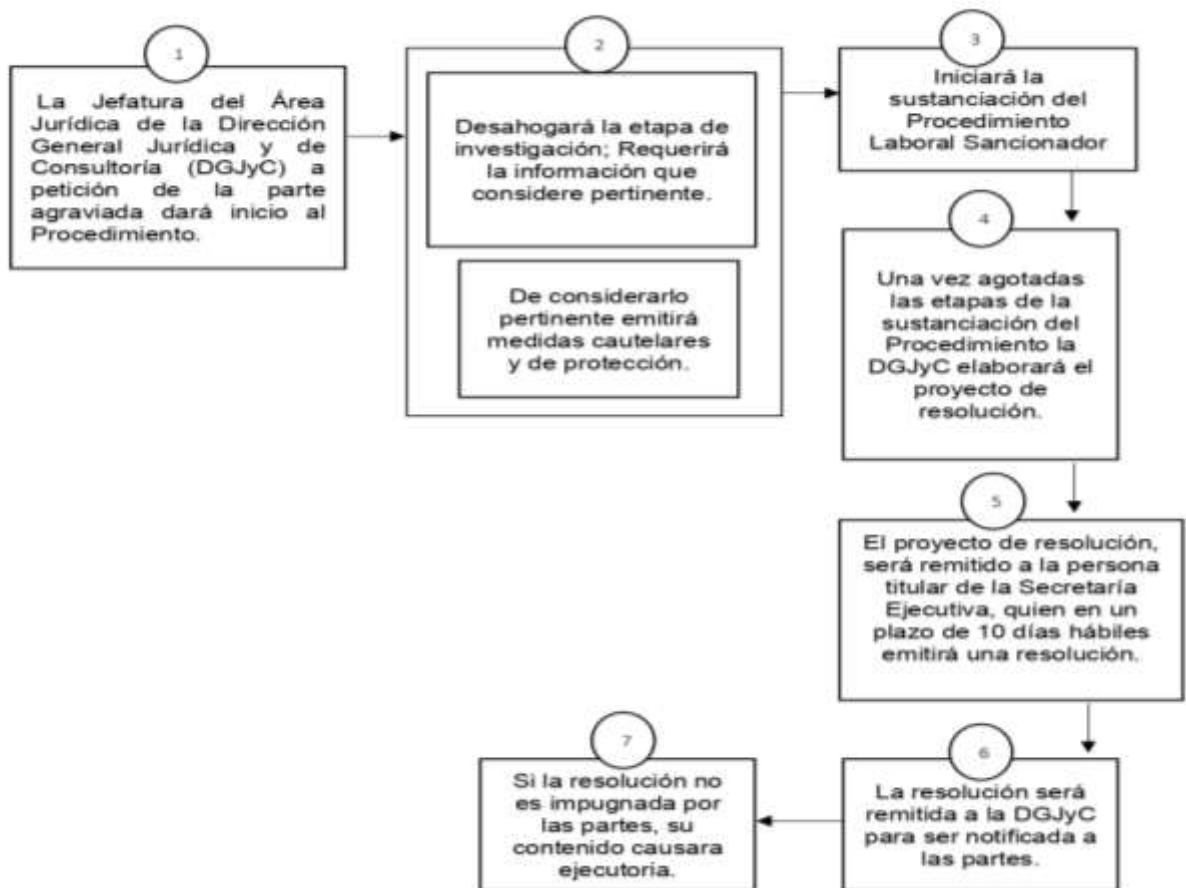 1
La Jefatura del Área
Jurídica de la Dirección
General Jurídica y de
Consultoría (DGJyC) a
petición de la parte
agraviada dará inicio al
Procedimiento.
2
Desahogará la etapa de
investigación; Requerirá
la información que
considere pertinente.
De considerarlo
pertinente emitirá
medidas cautelares
y de protección.
3
Iniciará la
sustanciación del
Procedimiento
Laboral Sancionador
4
Una vez agotadas
las etapas de la
sustanciación del
Procedimiento la
DGJyC elaborará el
proyecto de
resolución.
5
El proyecto de resolución,
será remitido a la persona
titular de la Secretaría
Ejecutiva, quien en un
plazo de 10 días hábiles
emitirá una resolución.
6
La resolución será
remitida a la DGJyC
para ser notificada a
las partes.
7
Si la resolución no
es impugnada por
las partes, su
contenido causara
ejecutoria.